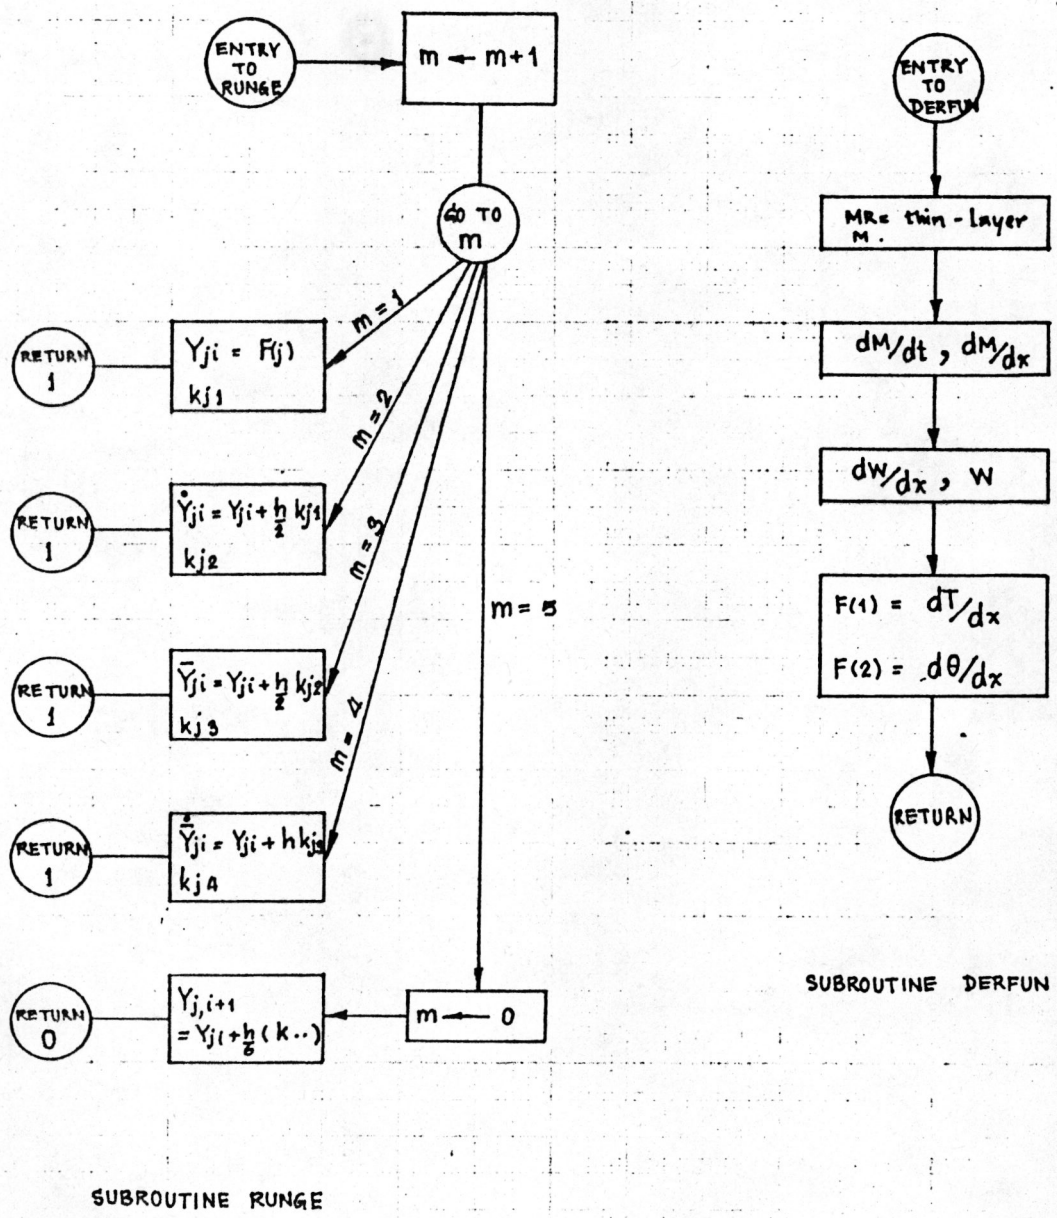 ENTRY
TO
RUNGE
m ← m+1
GO TO
m
m = 1
RETURN
1
Yji = F(j)
kj1
m = 2
RETURN
1
Ẏji = Yji + h/2 kj1
kj2
m = 3
m = 5
RETURN
1
Ȳji = Yji + h/2 kj2
kj3
m = 4
RETURN
1
Ȳ̇ji = Yji + h kj3
kj4
RETURN
0
Yj,i+1
= Yji + h/6 (k..)
m ← 0
SUBROUTINE RUNGE
ENTRY
TO
DERFUN
MR= thin-layer
M.
dM/dt , dM/dx
dW/dx , W
F(1) = dT/dx
F(2) = dθ/dx
RETURN
SUBROUTINE DERFUN